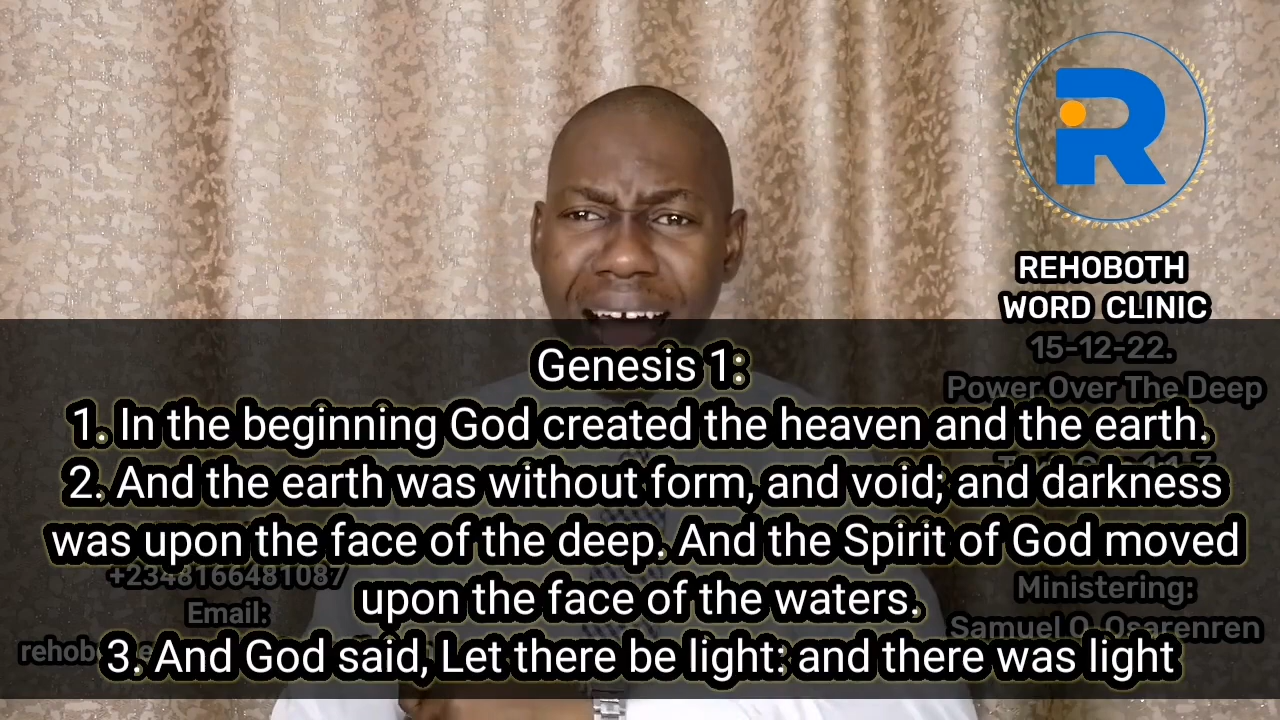 R
REHOBOTH
WORD CLINIC
15-12-22.
Power Over The Deep
Genesis 1:
1. In the beginning God created the heaven and the earth.
2. And the earth was without form, and void; and darkness
was upon the face of the deep. And the Spirit of God moved
upon the face of the waters.
3. And God said, Let there be light: and there was light
+2348166481087
Email:
Ministering:
Samuel O. Osarenren